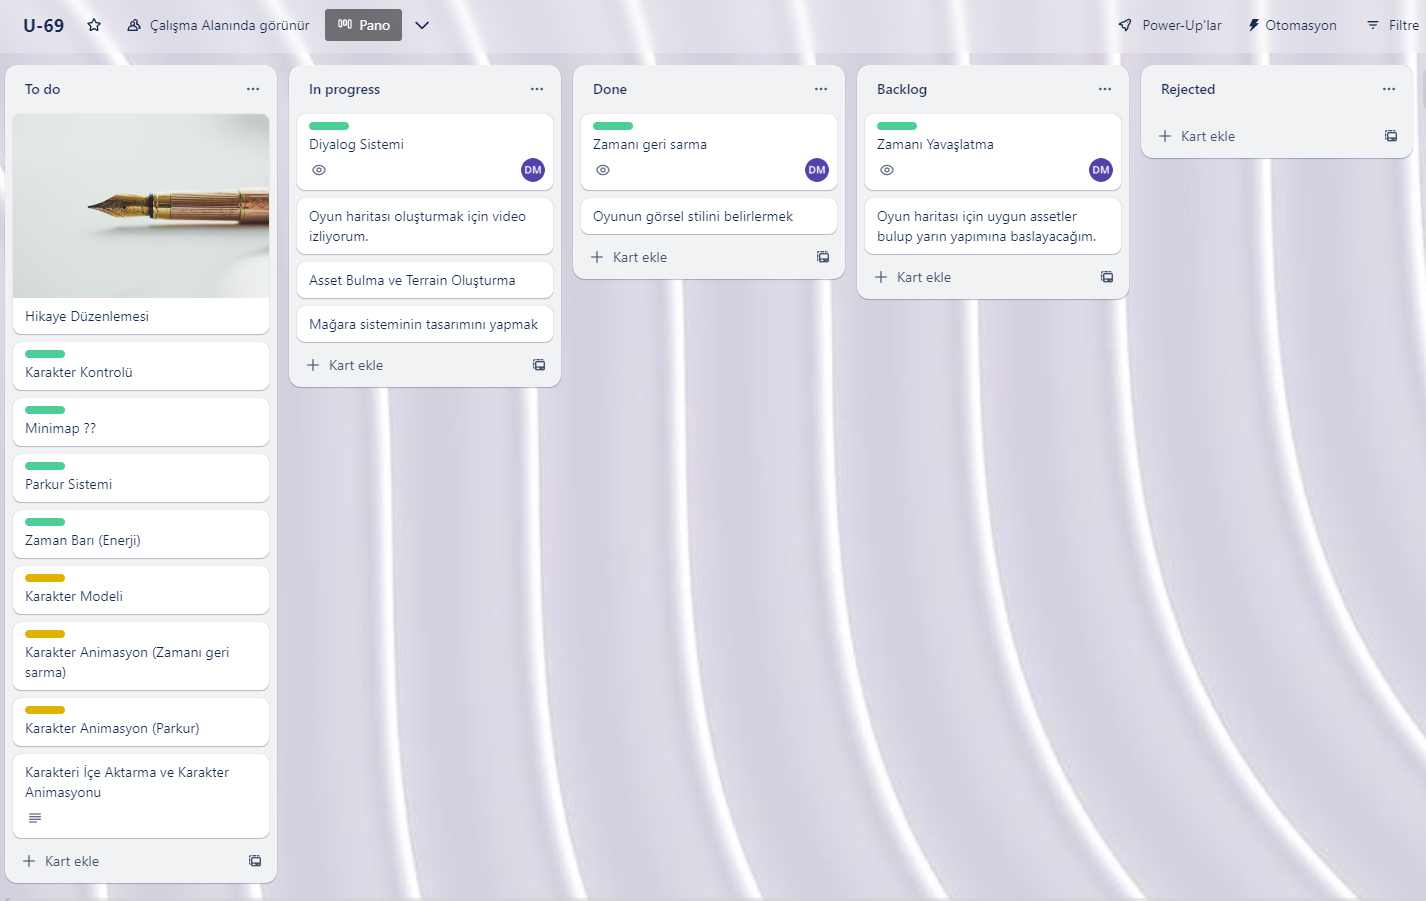 U-69
Çalışma Alanında görünür
Pano
Power-Up'lar
Otomasyon
Filtre
To do
Hikaye Düzenlemesi
Karakter Kontrolü
Minimap ??
Parkur Sistemi
Zaman Barı (Enerji)
Karakter Modeli
Karakter Animasyon (Zamanı geri
sarma)
Karakter Animasyon (Parkur)
Karakteri İçe Aktarma ve Karakter
Animasyonu
Kart ekle
In progress
Diyalog Sistemi
DM
Oyun haritası oluşturmak için video
izliyorum.
Asset Bulma ve Terrain Oluşturma
Mağara sisteminin tasarımını yapmak
Kart ekle
Done
Zamanı geri sarma
DM
Oyunun görsel stilini belirlermek
Kart ekle
Backlog
Zamanı Yavaşlatma
DM
Oyun haritası için uygun assetler
bulup yarın yapımına baslayacağım.
Kart ekle
Rejected
Kart ekle